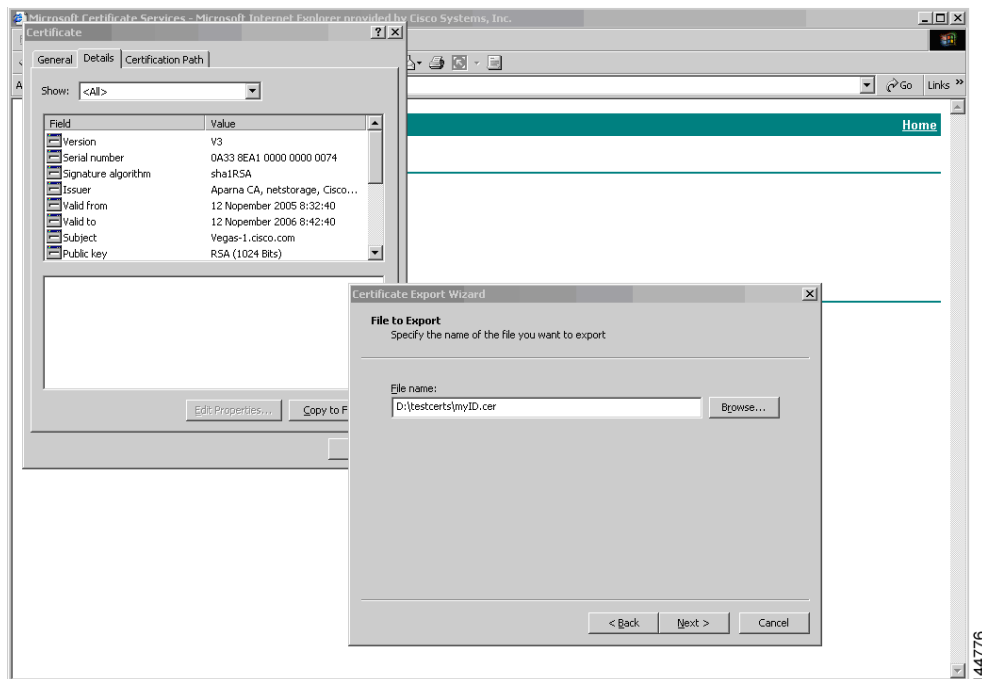 Microsoft Certificate Services - Microsoft Internet Explorer provided by Cisco Systems, Inc.
Certificate
General Details Certification Path
Show: <All>
Field Value
Version V3
Serial number 0A33 8EA1 0000 0000 0074
Signature algorithm sha1RSA
Issuer Aparna CA, netstorage, Cisco...
Valid from 12 Nopember 2005 8:32:40
Valid to 12 Nopember 2006 8:42:40
Subject Vegas-1.cisco.com
Public key RSA (1024 Bits)
Edit Properties... Copy to F
Go Links »
Home
Certificate Export Wizard
File to Export
Specify the name of the file you want to export
File name:
D:\testcerts\myID.cer Browse...
< Back Next > Cancel
144776